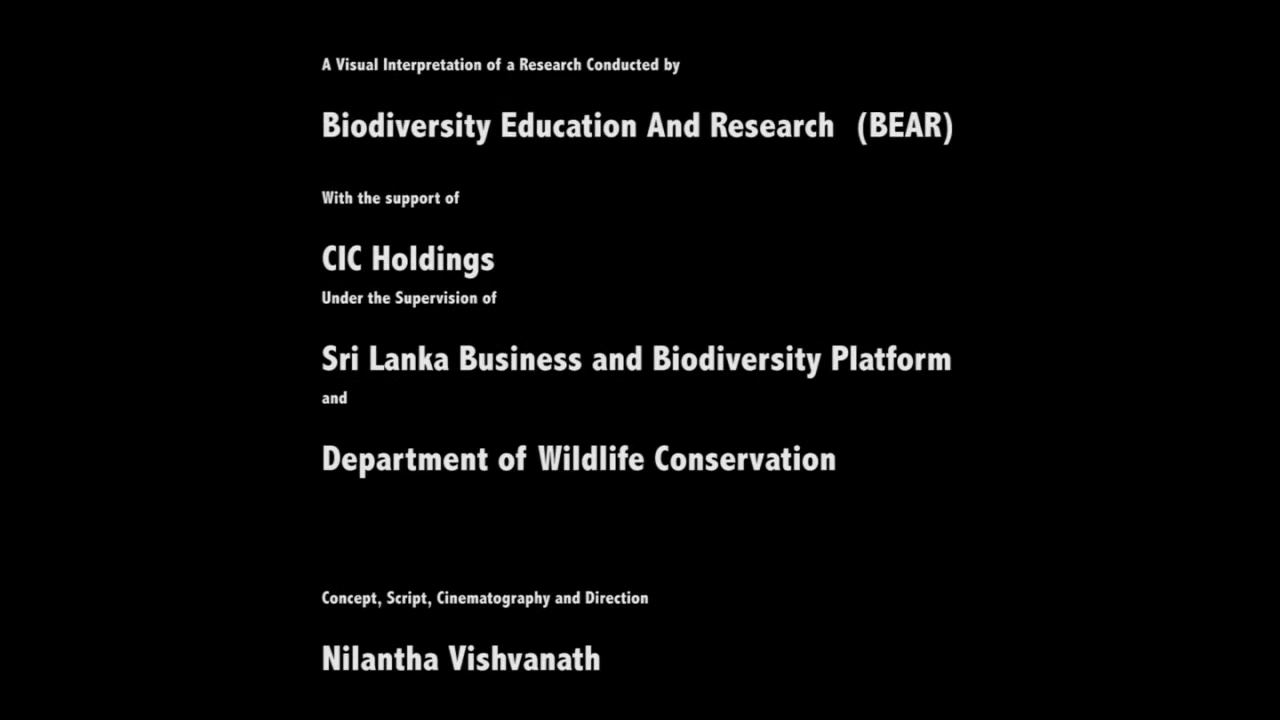 A Visual Interpretation of a Research Conducted by
Biodiversity Education And Research (BEAR)
With the support of
CIC Holdings
Under the Supervision of
Sri Lanka Business and Biodiversity Platform
and
Department of Wildlife Conservation
Concept, Script, Cinematography and Direction
Nilantha Vishvanath